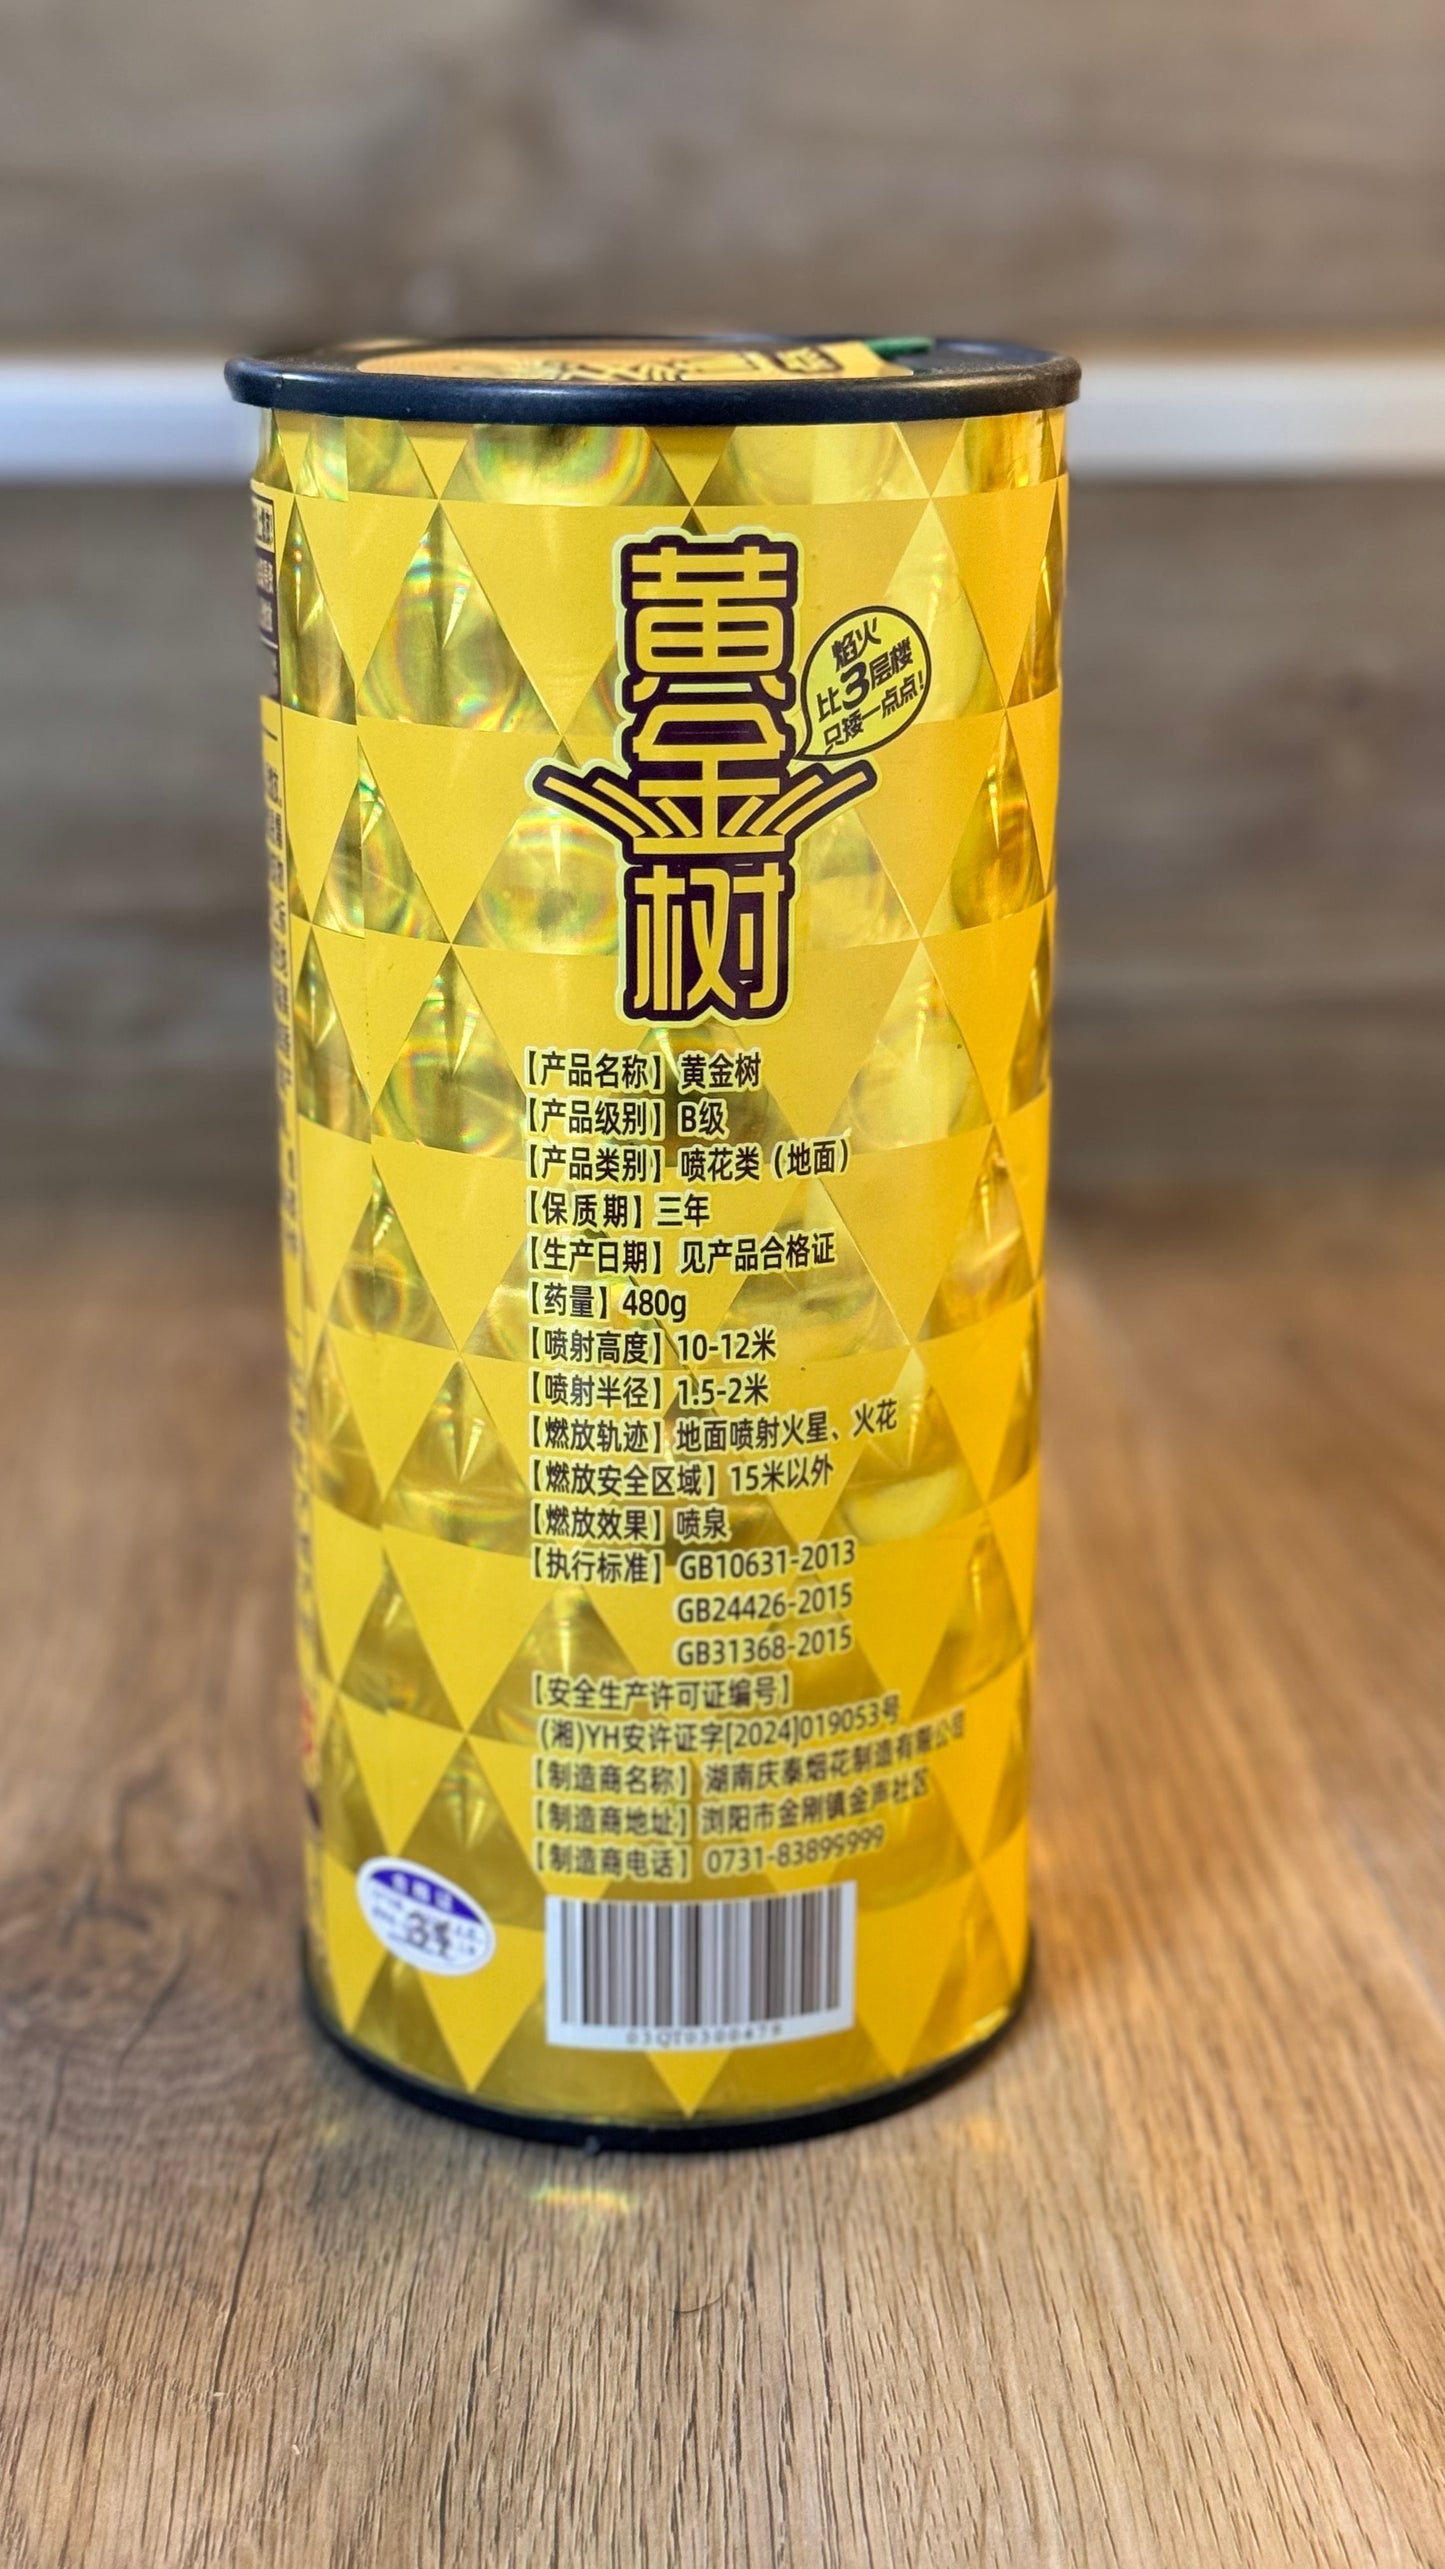 黄金树
焰火
比3层楼
只矮一点点!
【产品名称】黄金树
【产品级别】B级
【产品类别】喷花类（地面）
【保质期】三年
【生产日期】见产品合格证
【药量】480g
【喷射高度】10-12米
【喷射半径】1.5-2米
【燃放轨迹】地面喷射火星、火花
【燃放安全区域】15米以外
【燃放效果】喷泉
【执行标准】GB10631-2013
GB24426-2015
GB31368-2015
【安全生产许可证编号】
(湘)YH安许证字[2024]019053号
【制造商名称】湖南庆泰烟花制造有限公司
【制造商地址】浏阳市金刚镇金声社区
【制造商电话】0731-83899999
合格证
03QT0300479